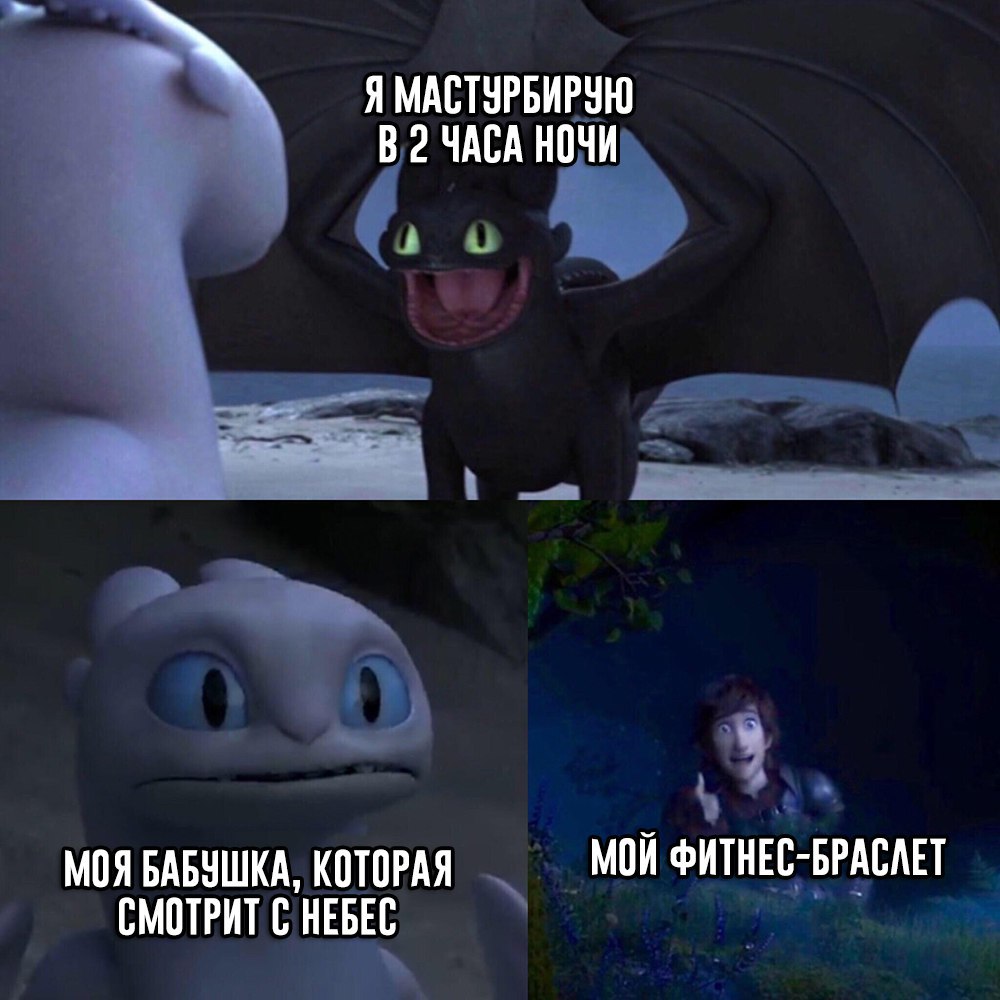 Я МАСТУРБИРУЮ
В 2 ЧАСА НОЧИ
МОЯ БАБУШКА, КОТОРАЯ
СМОТРИТ С НЕБЕС
МОЙ ФИТНЕС-БРАСЛЕТ